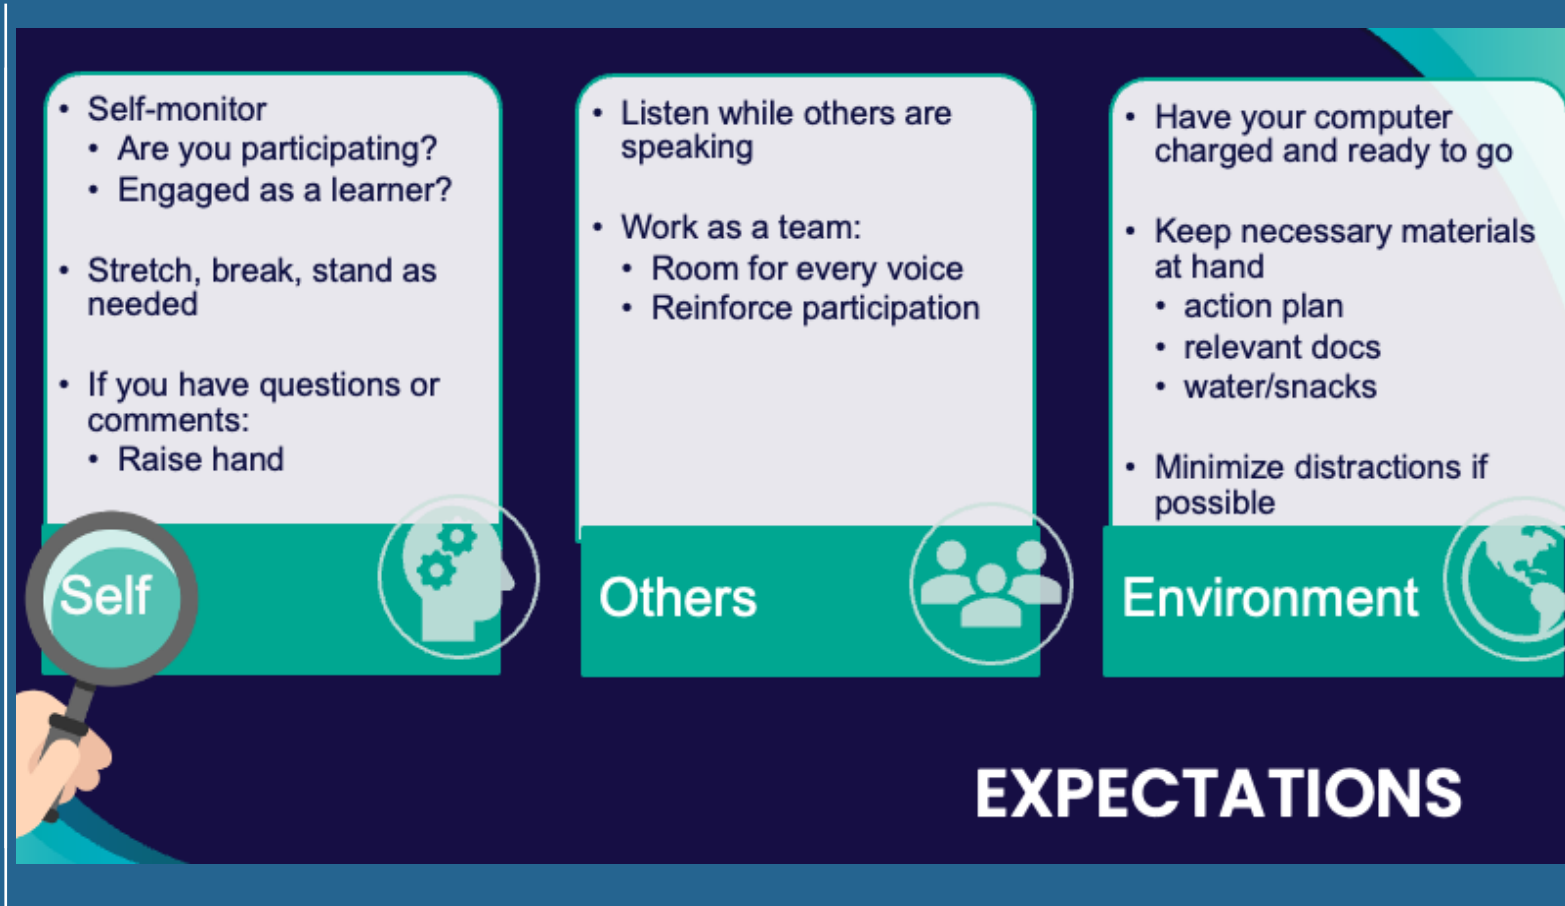 • Self-monitor
• Are you participating?
• Engaged as a learner?
• Stretch, break, stand as
needed
• If you have questions or
comments:
• Raise hand
Self
• Listen while others are
speaking
• Work as a team:
• Room for every voice
• Reinforce participation
Others
• Have your computer
charged and ready to go
• Keep necessary materials
at hand
• action plan
• relevant docs
• water/snacks
• Minimize distractions if
possible
Environment
EXPECTATIONS